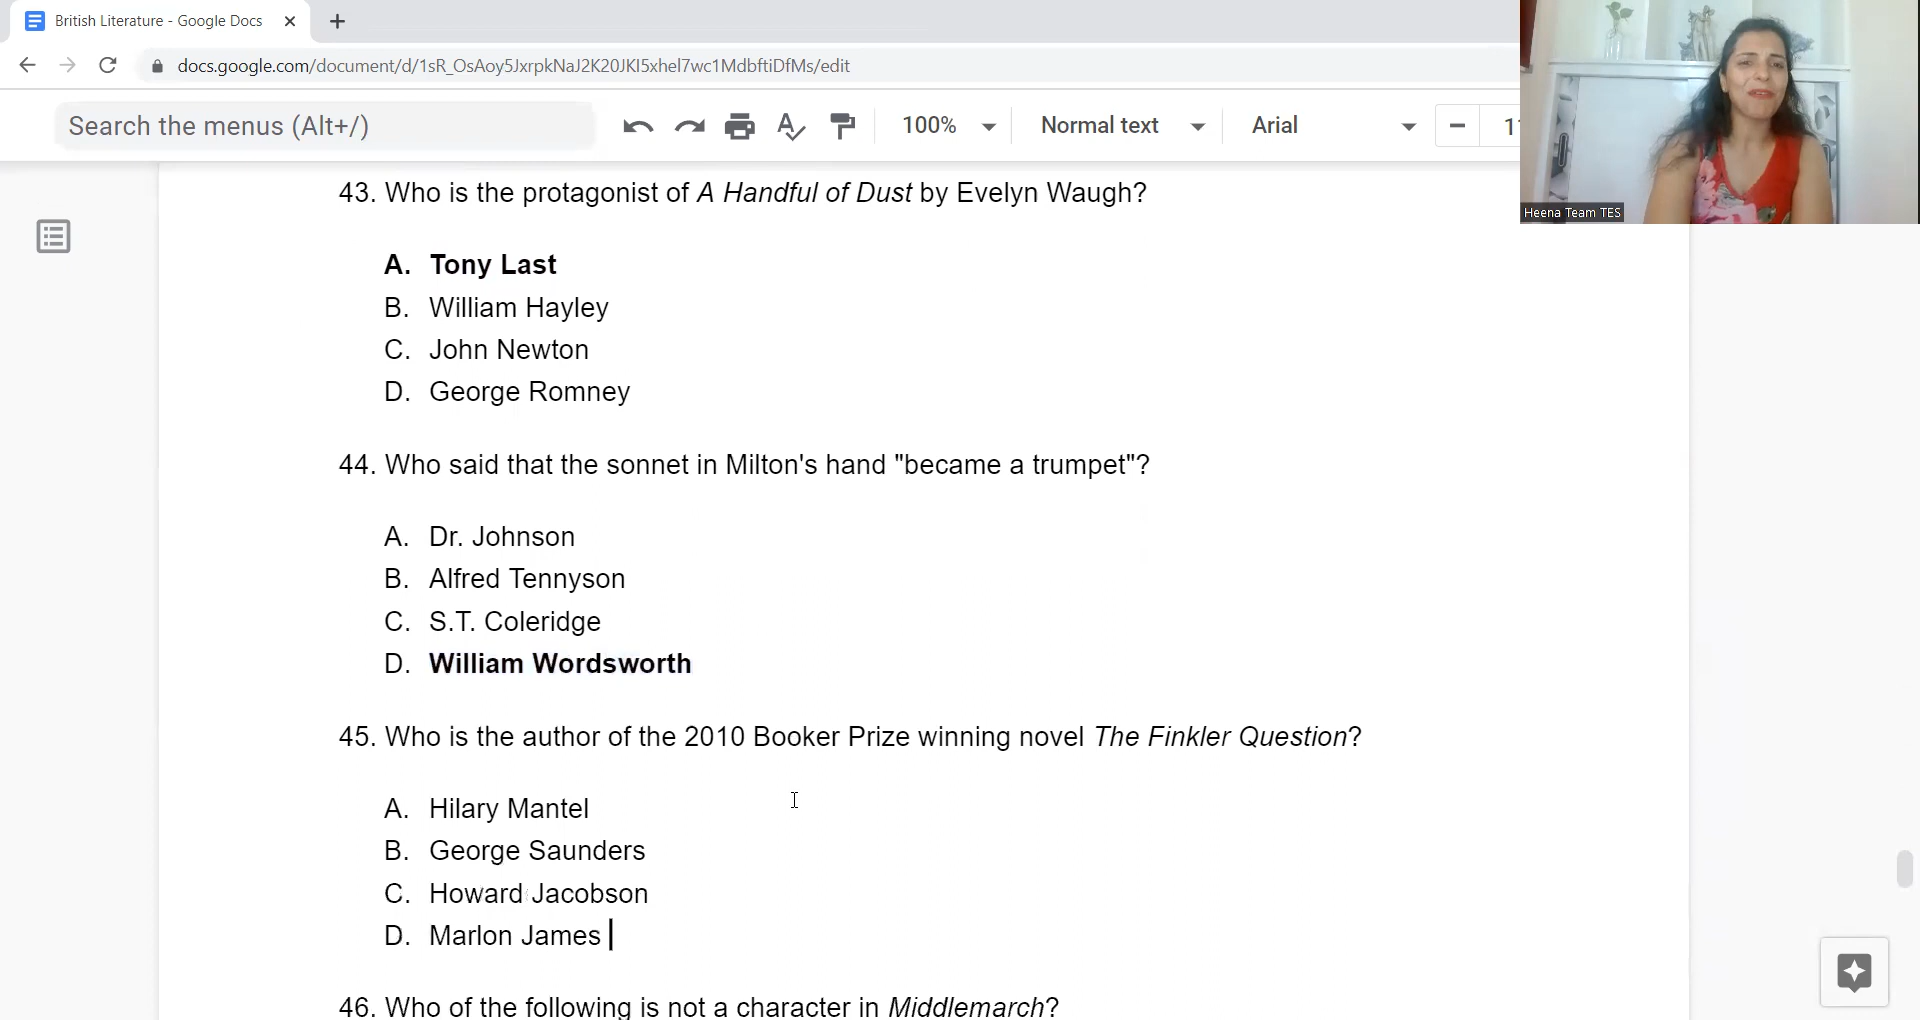 British Literature - Google Docs
docs.google.com/document/d/1sR_OsAoy5JxrpkNaJ2K20JKI5xhel7wc1MdbftiDfMs/edit
Search the menus (Alt+/) 100% Normal text Arial
Heena Team TES
43. Who is the protagonist of A Handful of Dust by Evelyn Waugh?
A. Tony Last
B. William Hayley
C. John Newton
D. George Romney
44. Who said that the sonnet in Milton's hand "became a trumpet"?
A. Dr. Johnson
B. Alfred Tennyson
C. S.T. Coleridge
D. William Wordsworth
45. Who is the author of the 2010 Booker Prize winning novel The Finkler Question?
A. Hilary Mantel
B. George Saunders
C. Howard Jacobson
D. Marlon James
46. Who of the following is not a character in Middlemarch?